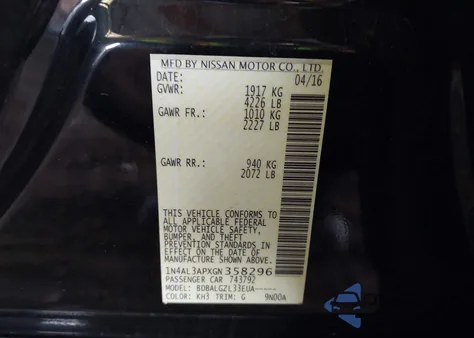 MFD BY NISSAN MOTOR CO., LTD.
DATE: 04/16
GVWR: 1917 KG
4226 LB
GAWR FR.: 1010 KG
2227 LB
GAWR RR.: 940 KG
2072 LB
THIS VEHICLE CONFORMS TO
ALL APPLICABLE FEDERAL
MOTOR VEHICLE SAFETY,
BUMPER, AND THEFT
PREVENTION STANDARDS IN
EFFECT ON THE DATE OF
MANUFACTURE SHOWN ABOVE.
1N4AL3APXGN358296
PASSENGER CAR 743792
MODEL: BDBALGZL33EUA-----
COLOR: KH3 TRIM: G 9N00A